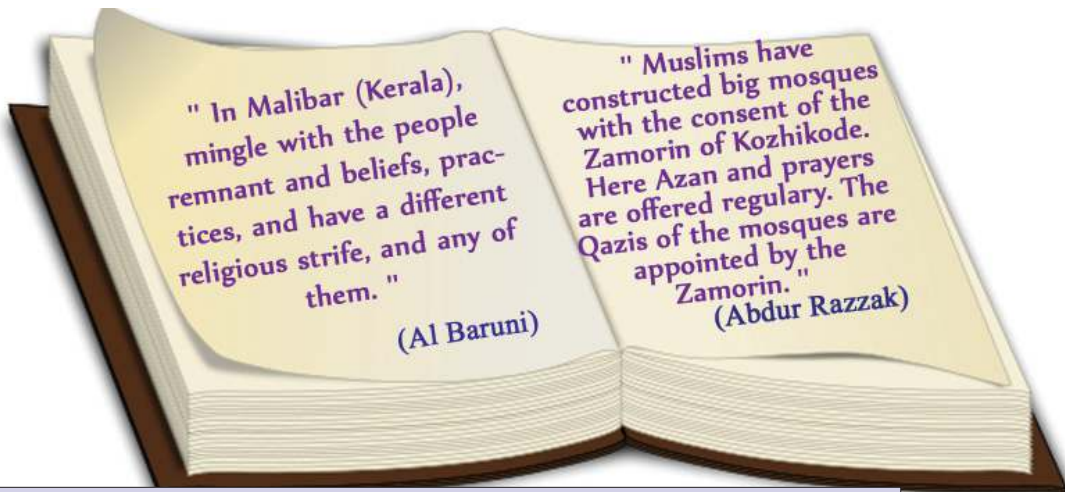 " In Malibar (Kerala),
mingle with the people
remnant and beliefs, prac-
tices, and have a different
religious strife, and any of
them. "
(Al Baruni)
" Muslims have
constructed big mosques
with the consent of the
Zamorin of Kozhikode.
Here Azan and prayers
are offered regulary. The
Qazis of the mosques are
appointed by the
Zamorin. "
(Abdur Razzak)